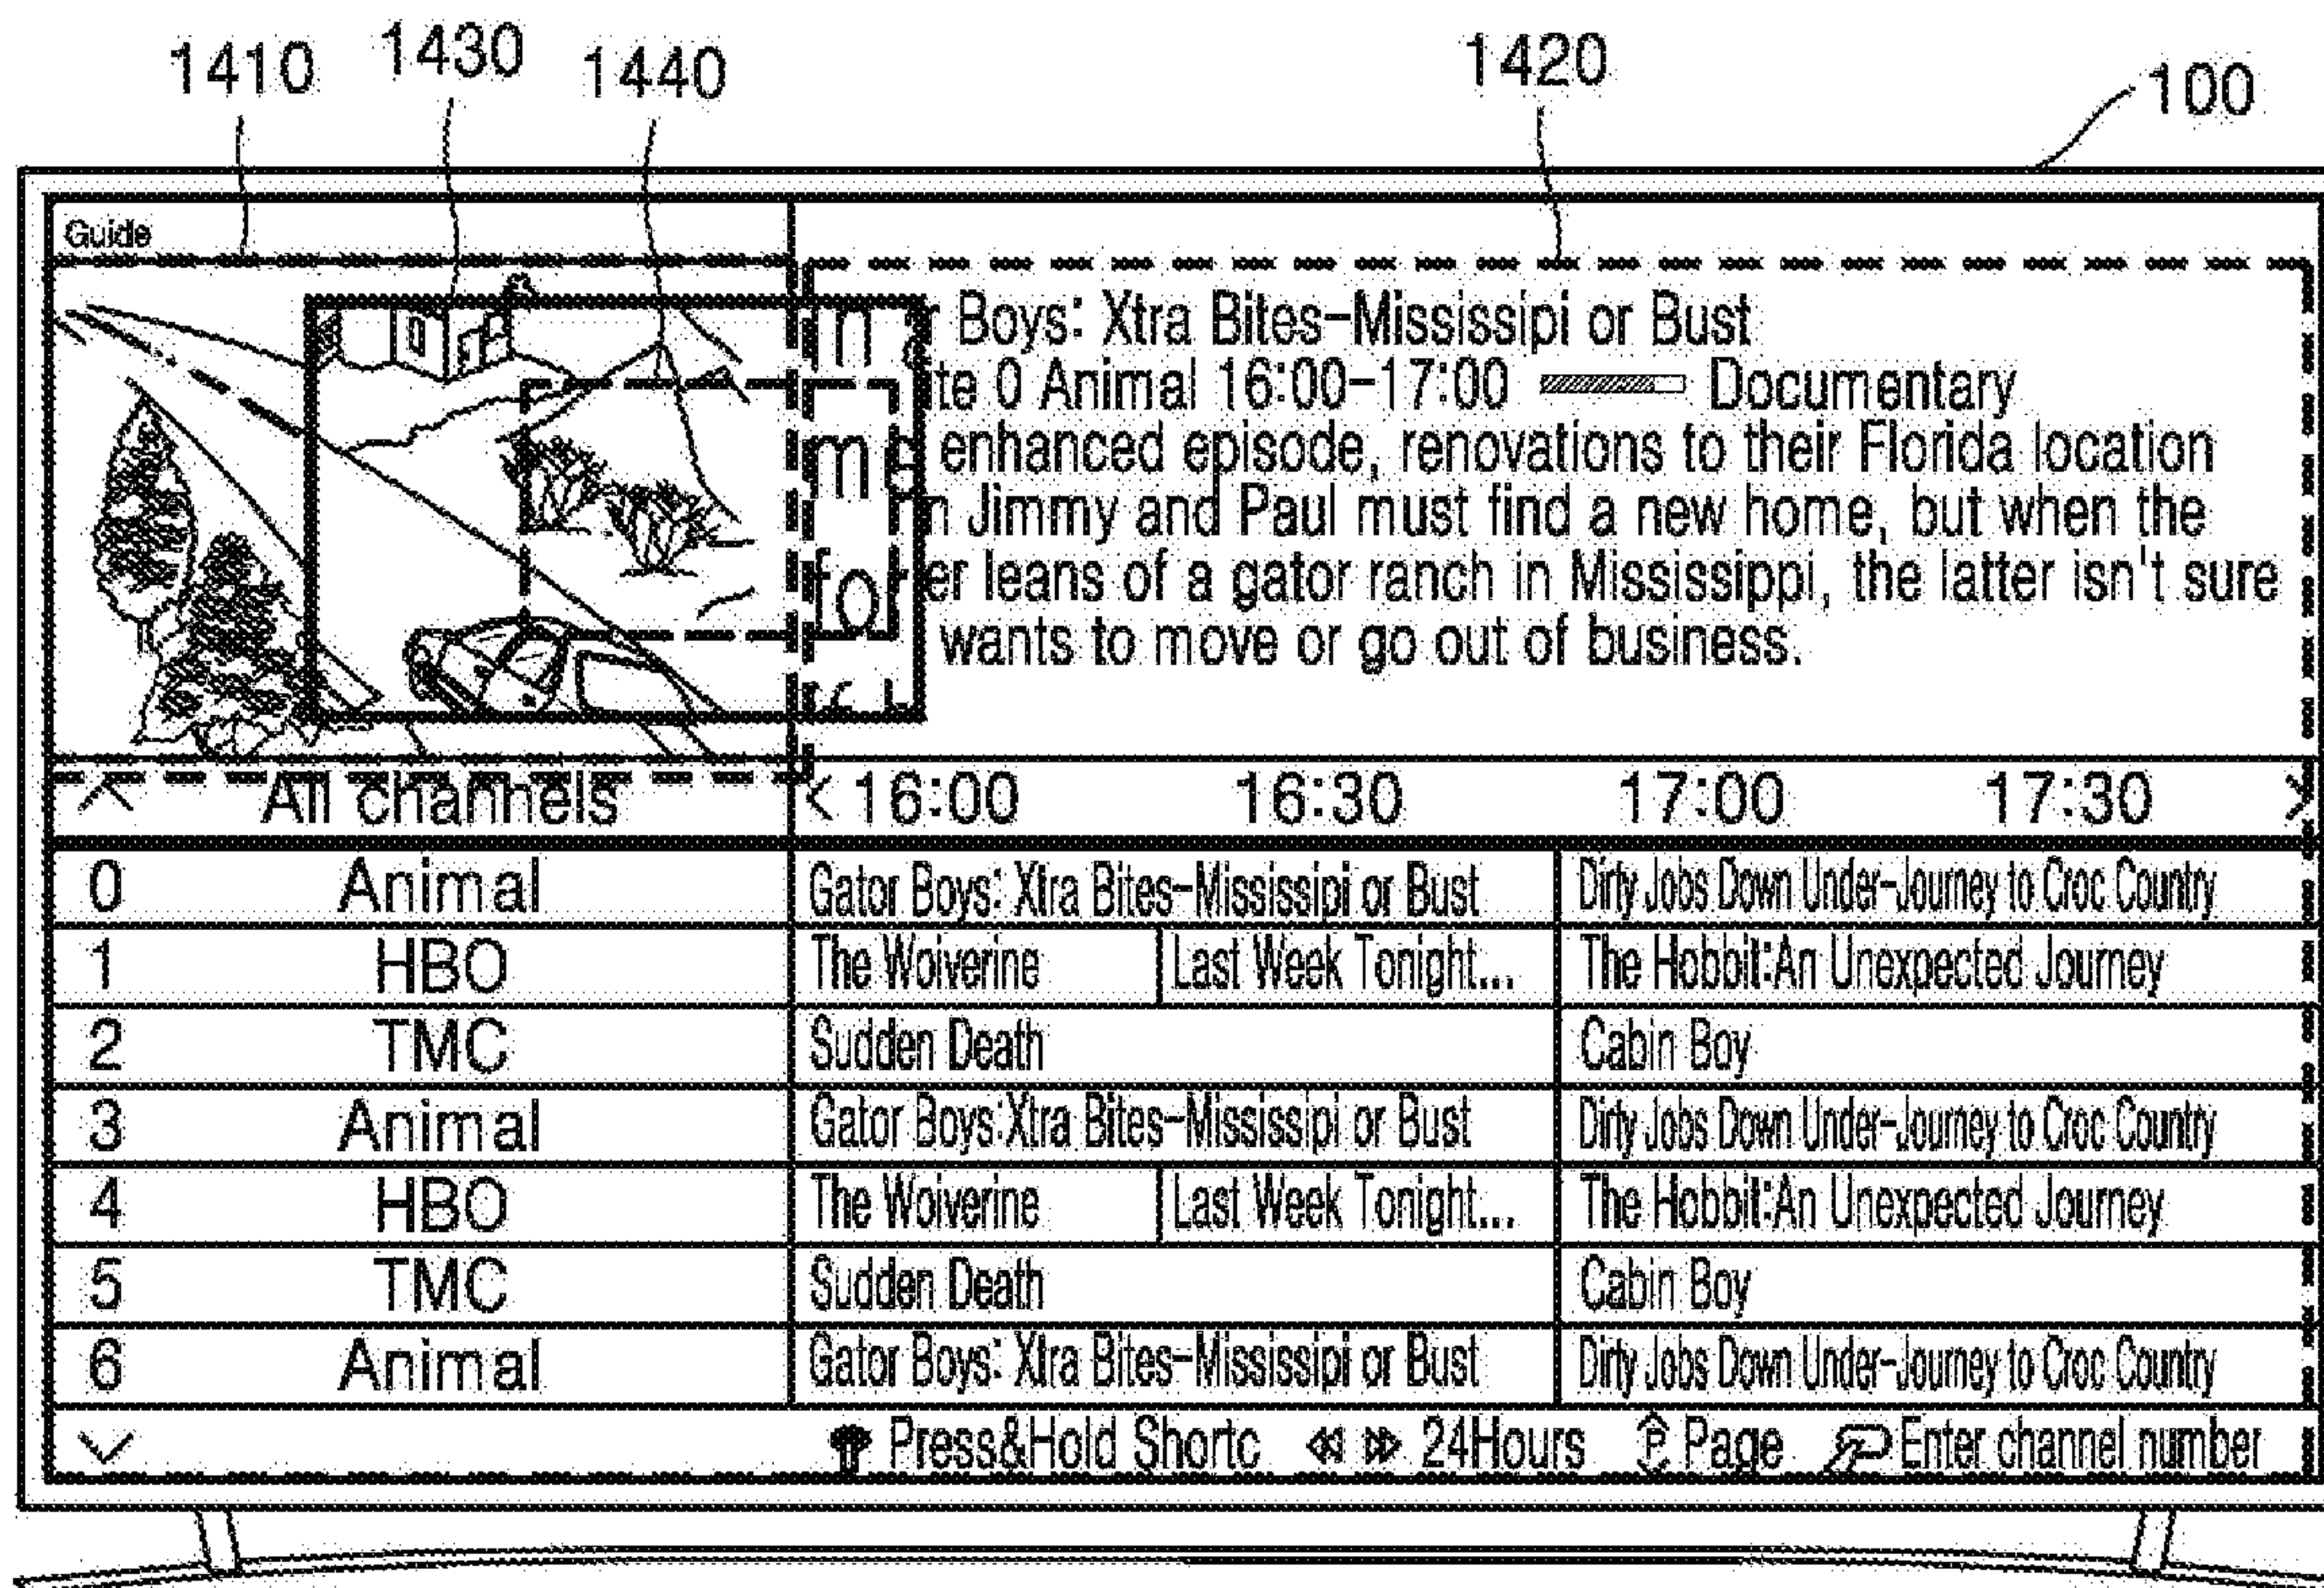 1410 1430 1440 1420 100
Guide
r Boys: Xtra Bites-Mississipi or Bust
te 0 Animal 16:00-17:00 Documentary
enhanced episode, renovations to their Florida location
n Jimmy and Paul must find a new home, but when the
er leans of a gator ranch in Mississippi, the latter isn't sure
wants to move or go out of business.
All channels < 16:00 16:30 17:00 17:30 >
0 Animal Gator Boys: Xtra Bites-Mississipi or Bust Dirty Jobs Down Under-Journey to Croc Country
1 HBO The Woiverine Last Week Tonight... The Hobbit:An Unexpected Journey
2 TMC Sudden Death Cabin Boy
3 Animal Gator Boys:Xtra Bites-Mississipi or Bust Dirty Jobs Down Under-Journey to Croc Country
4 HBO The Woiverine Last Week Tonight... The Hobbit:An Unexpected Journey
5 TMC Sudden Death Cabin Boy
6 Animal Gator Boys: Xtra Bites-Mississipi or Bust Dirty Jobs Down Under-Journey to Croc Country
Press&Hold Shortc 24Hours P Page Enter channel number